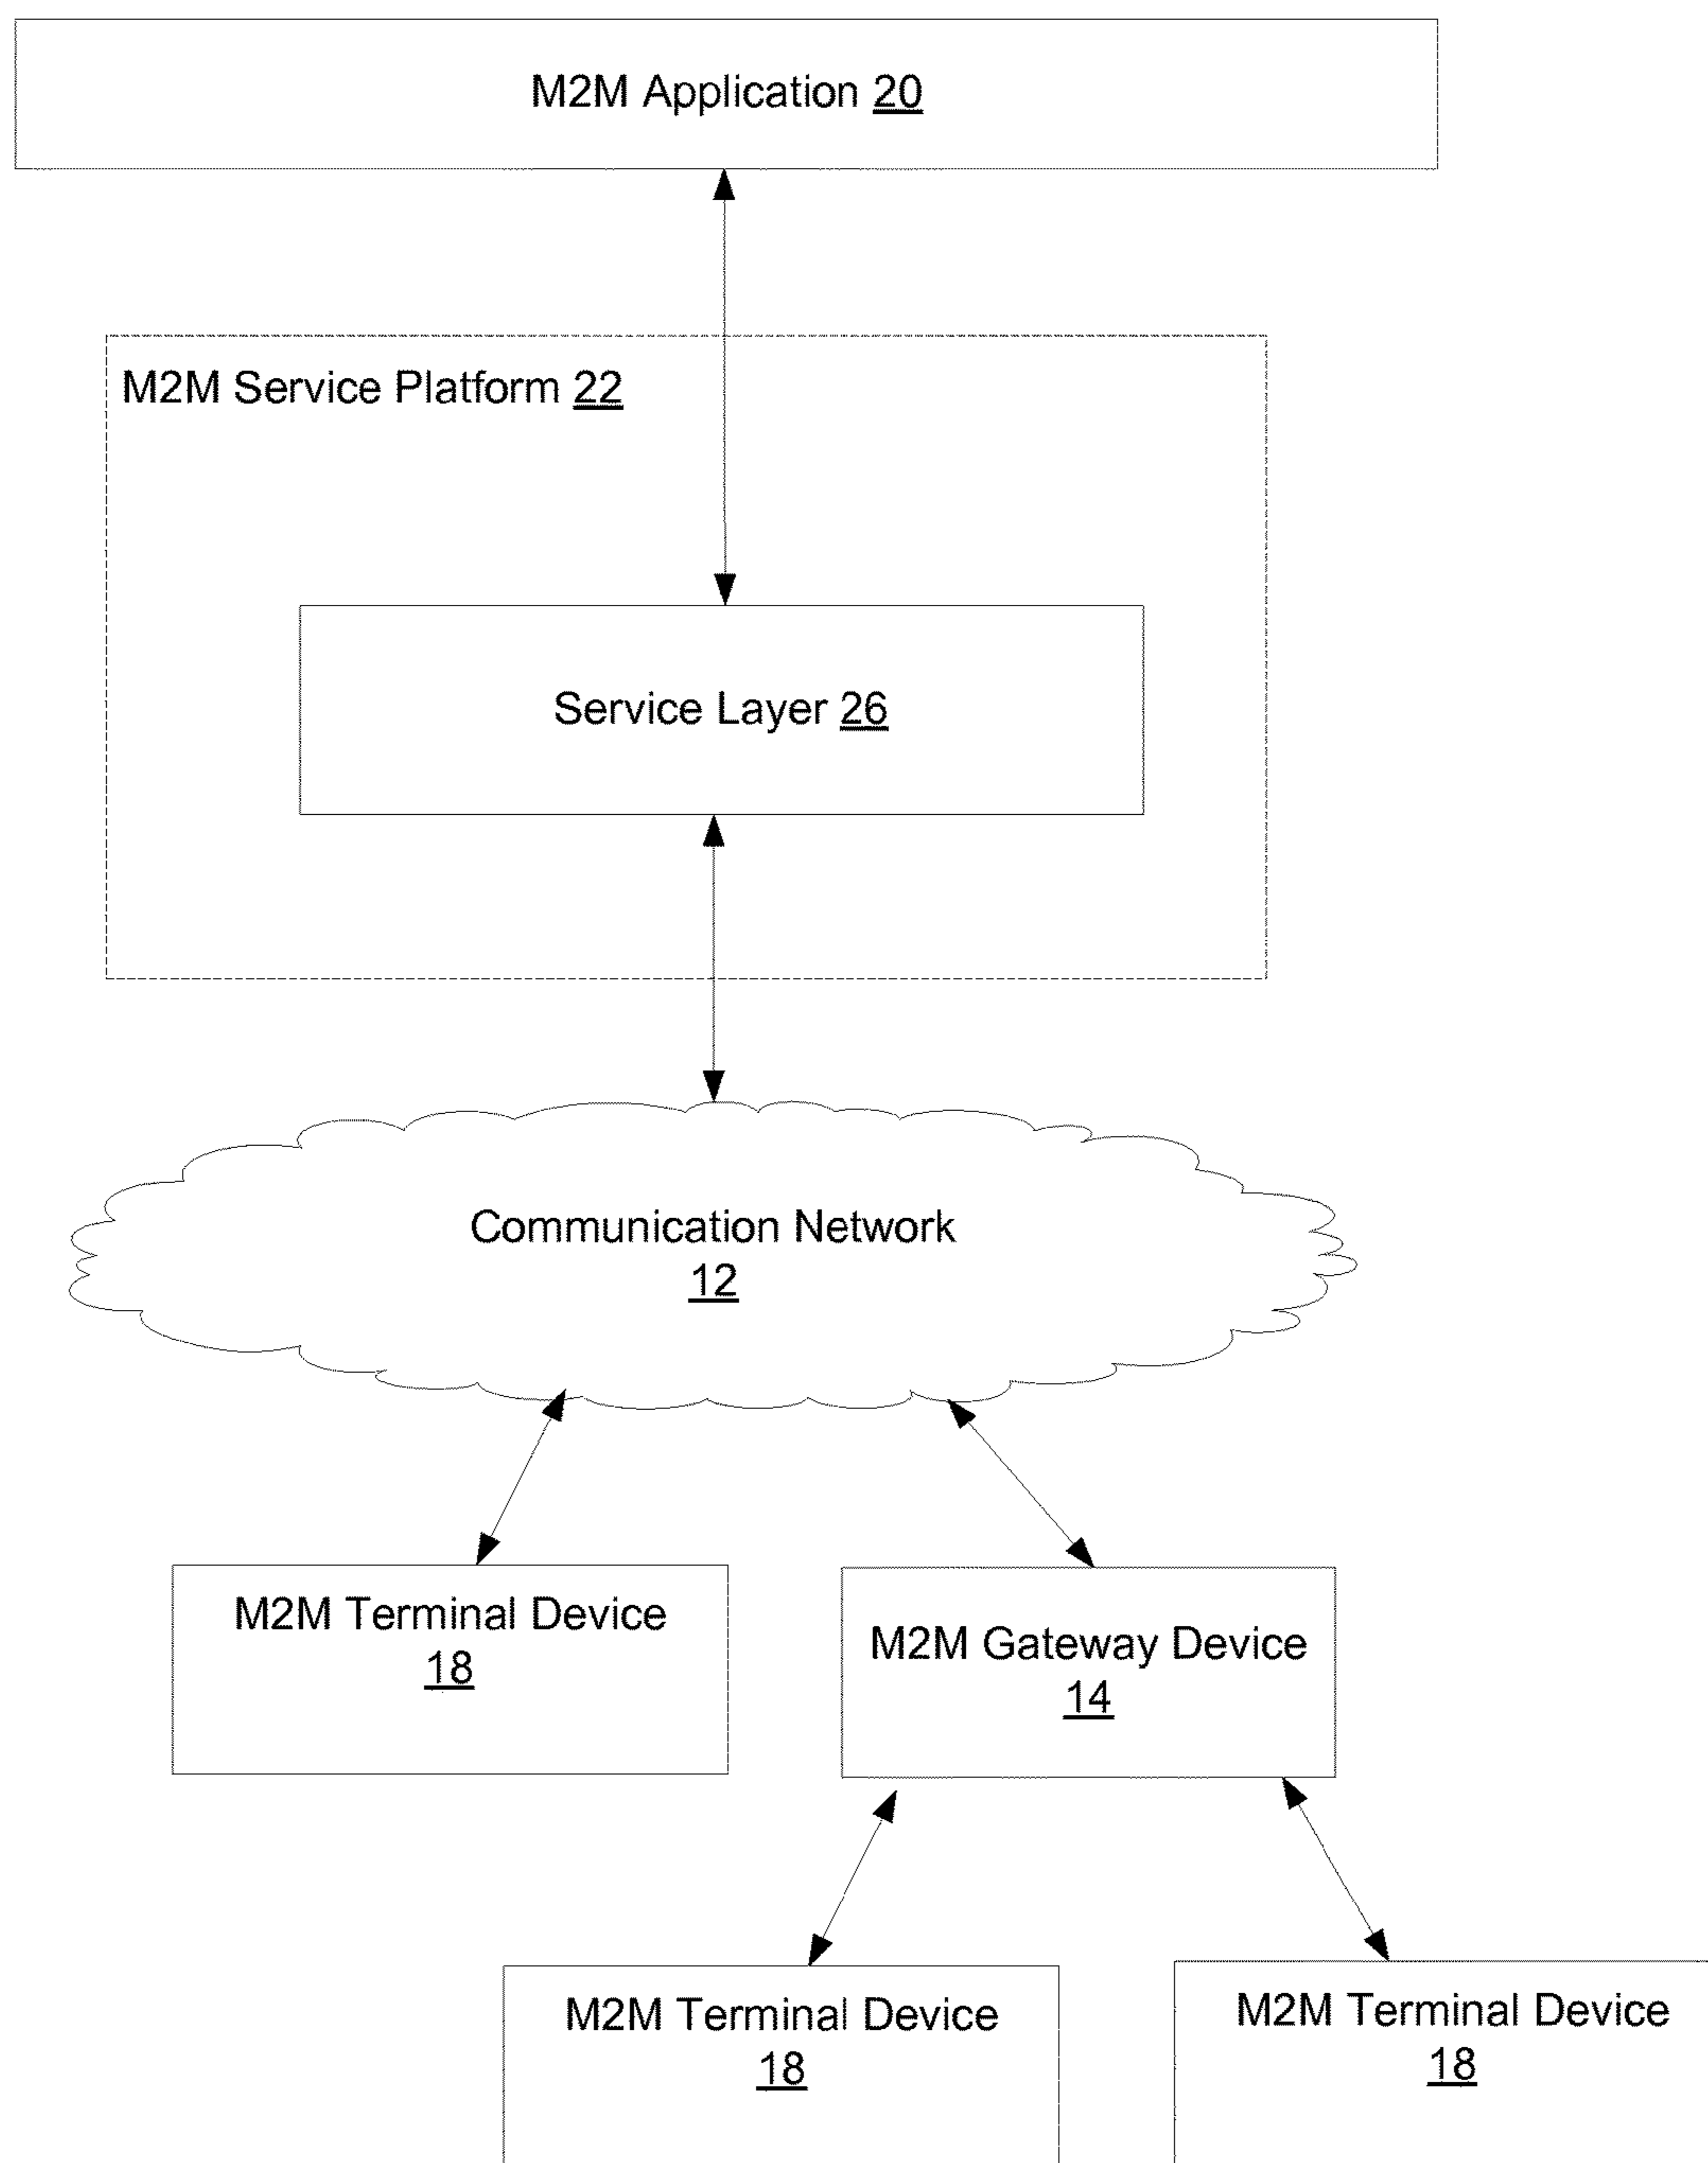 M2M Application 20
M2M Service Platform 22
Service Layer 26
Communication Network
12
M2M Terminal Device
18
M2M Gateway Device
14
M2M Terminal Device
18
M2M Terminal Device
18